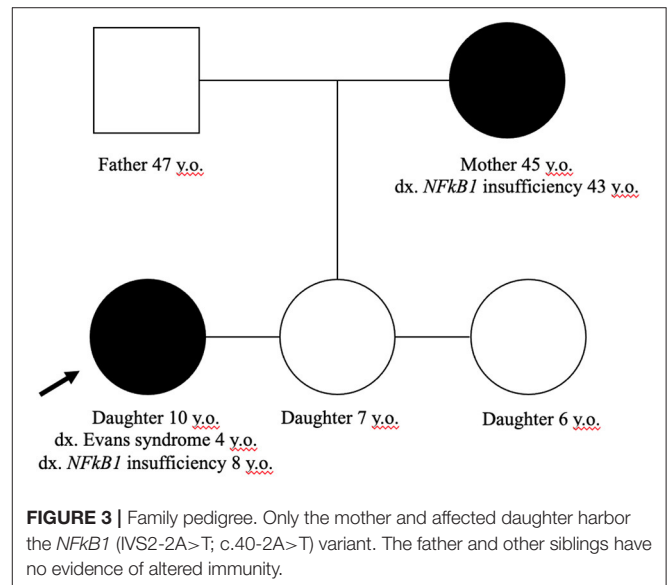 Father 47 y.o.
Mother 45 y.o.
dx. NFkB1 insufficiency 43 y.o.
Daughter 10 y.o.
dx. Evans syndrome 4 y.o.
dx. NFkB1 insufficiency 8 y.o.
Daughter 7 y.o.
Daughter 6 y.o.
FIGURE 3 | Family pedigree. Only the mother and affected daughter harbor
the NFkB1 (IVS2-2A>T; c.40-2A>T) variant. The father and other siblings have
no evidence of altered immunity.